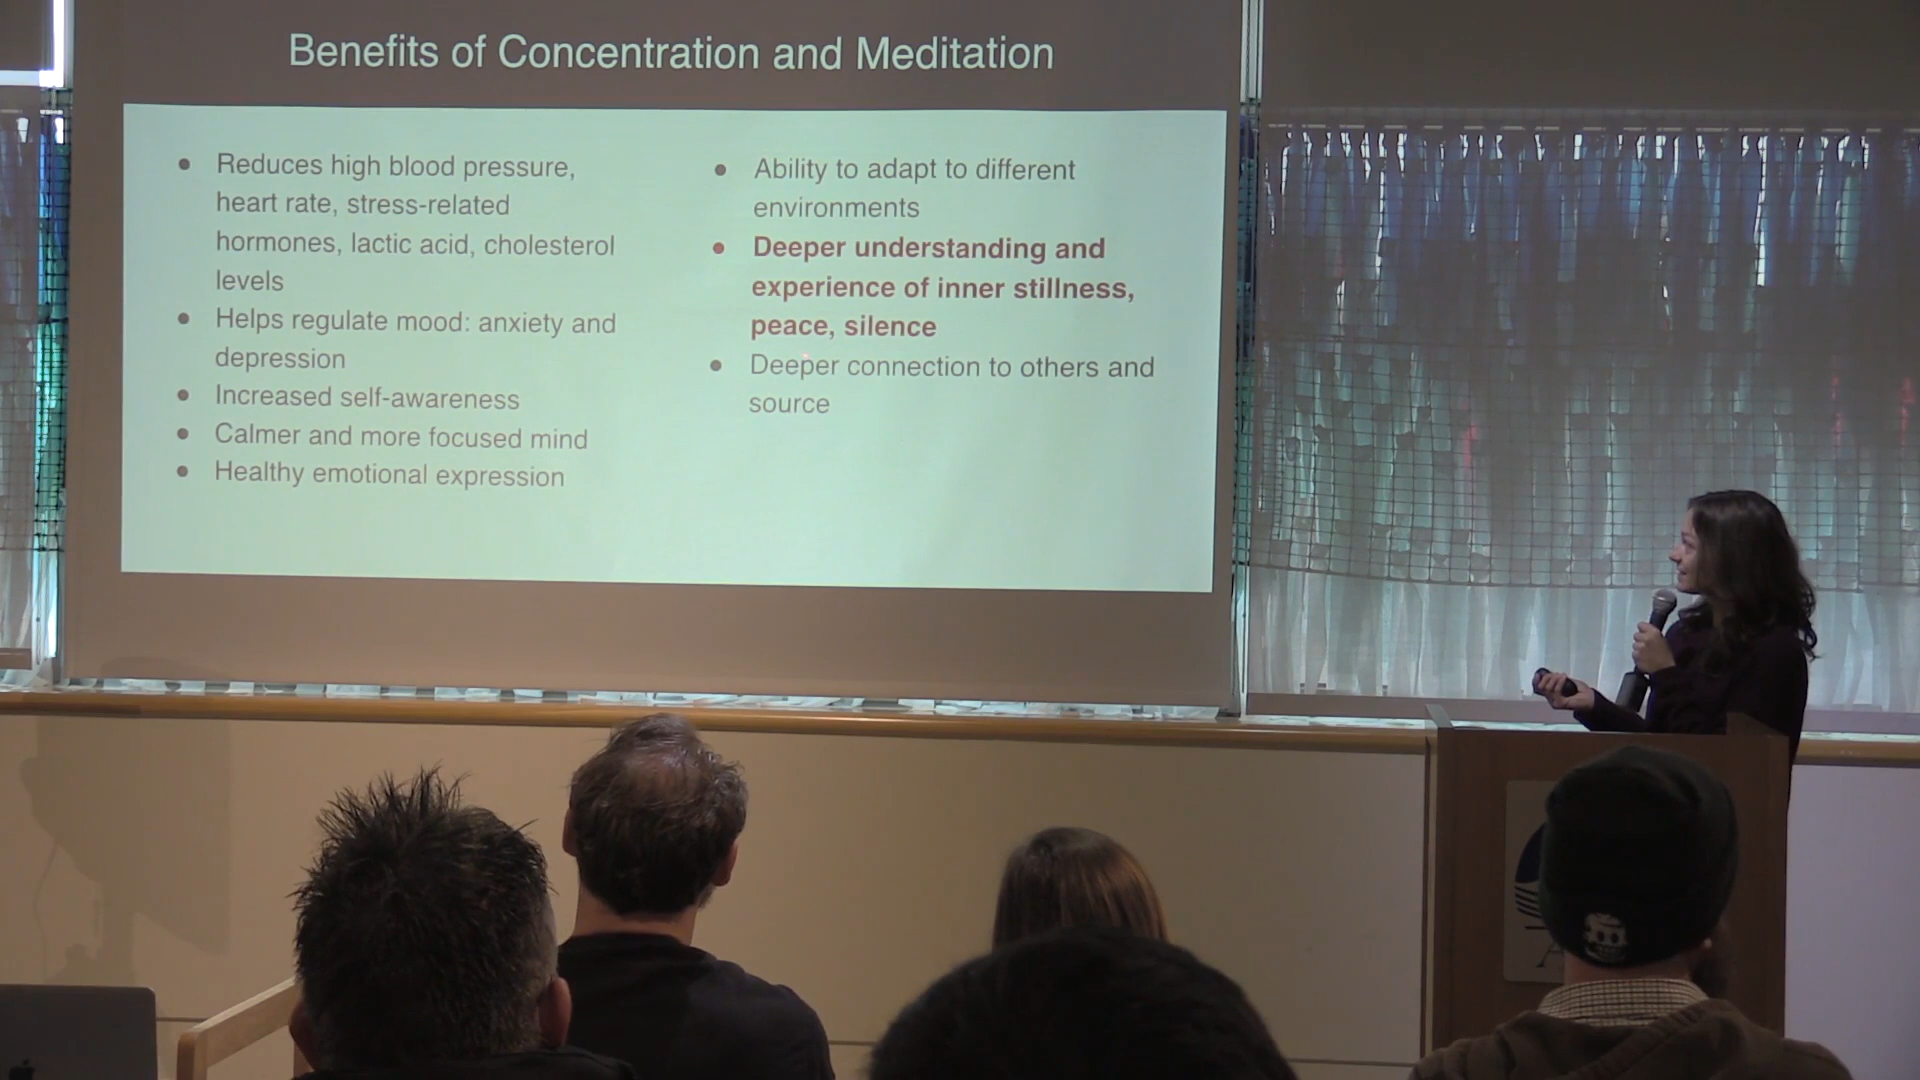 Benefits of Concentration and Meditation
● Reduces high blood pressure,
heart rate, stress-related
hormones, lactic acid, cholesterol
levels
● Helps regulate mood: anxiety and
depression
● Increased self-awareness
● Calmer and more focused mind
● Healthy emotional expression
● Ability to adapt to different
environments
● Deeper understanding and
experience of inner stillness,
peace, silence
● Deeper connection to others and
source